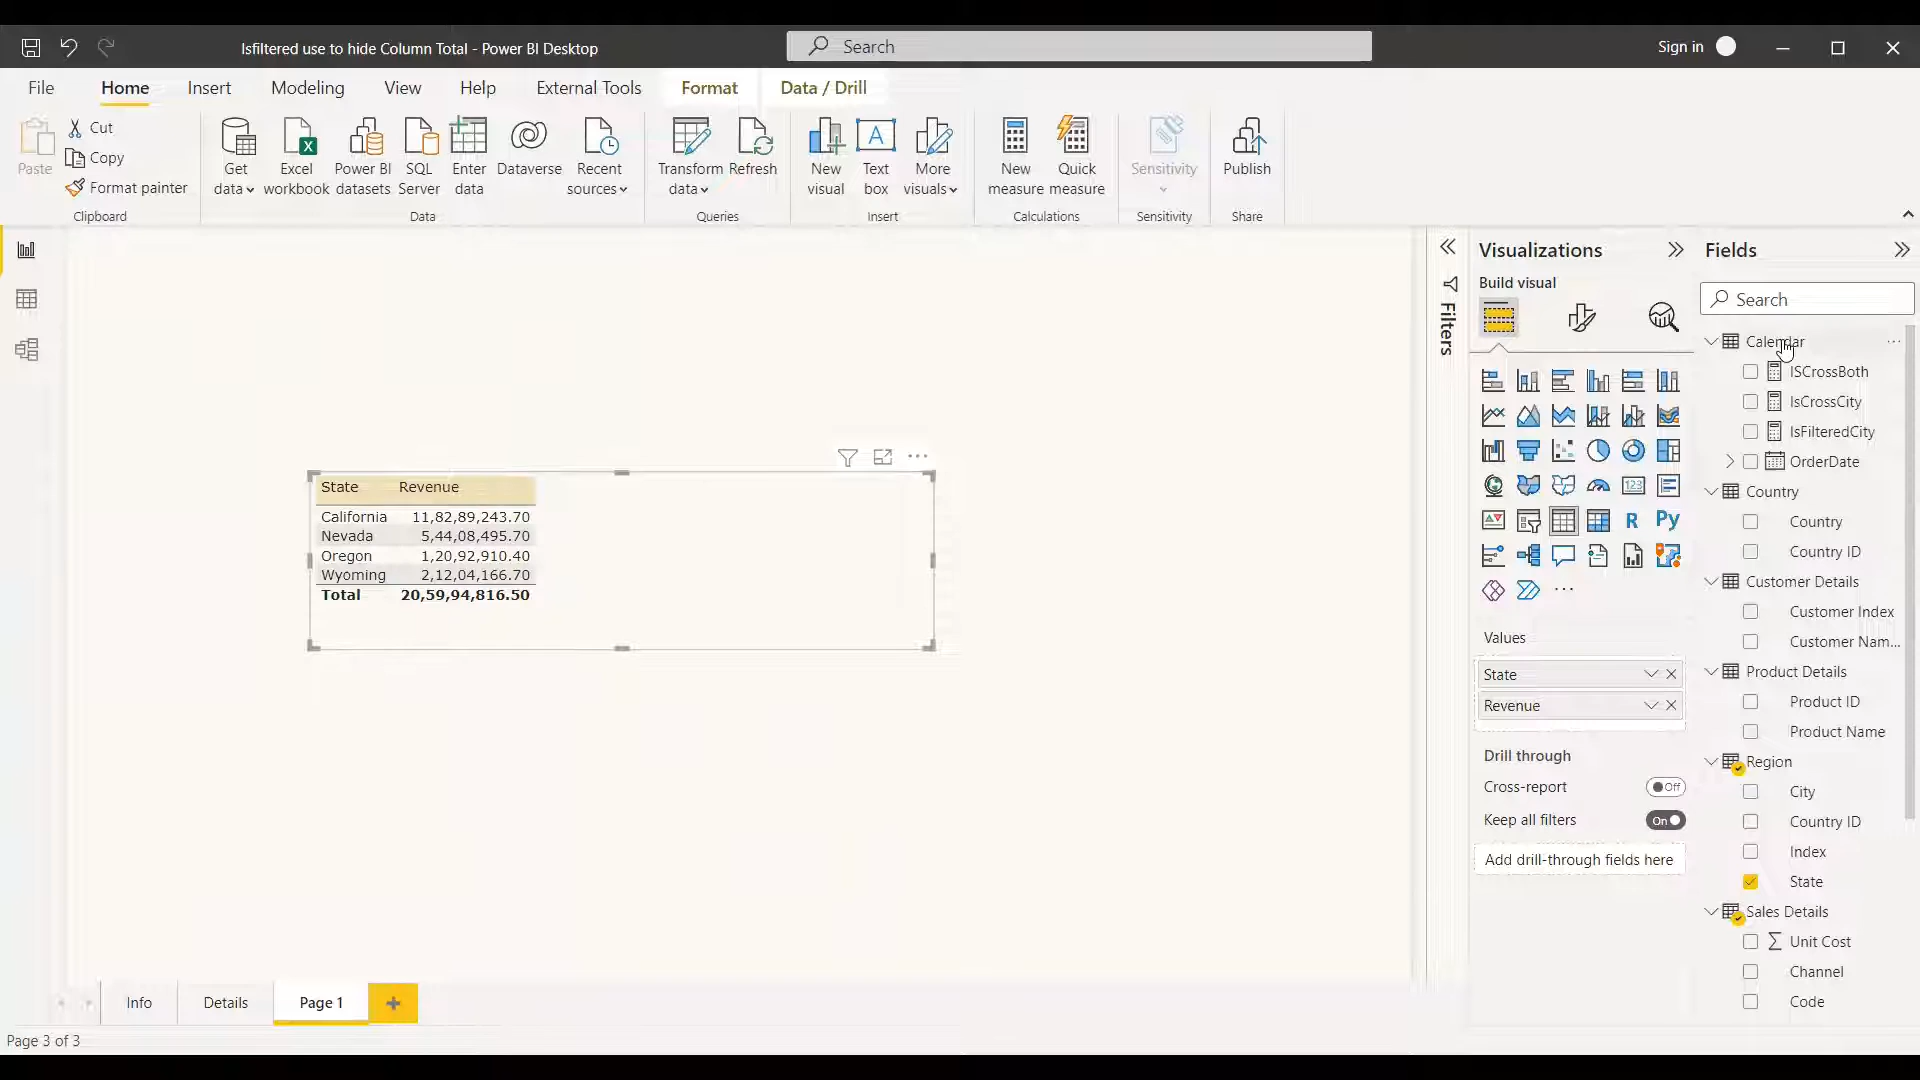 Isfiltered use to hide Column Total - Power BI Desktop
Search
Sign in
File
Home
Insert
Modeling
View
Help
External Tools
Format
Data / Drill
Paste
Cut
Copy
Format painter
Clipboard
Get data
Excel workbook
Power BI datasets
SQL Server
Enter data
Dataverse
Recent sources
Data
Transform data
Refresh
Queries
New visual
Text box
More visuals
Insert
New measure
Quick measure
Calculations
Sensitivity
Sensitivity
Publish
Share
State Revenue
California 11,82,89,243.70
Nevada 5,44,08,495.70
Oregon 1,20,92,910.40
Wyoming 2,12,04,166.70
Total 20,59,94,816.50
Filters
Visualizations
Build visual
123
R
Py
Values
State
Revenue
Drill through
Cross-report
Off
Keep all filters
On
Add drill-through fields here
Fields
Search
Calendar
ISCrossBoth
IsCrossCity
IsFilteredCity
OrderDate
Country
Country
Country ID
Customer Details
Customer Index
Customer Nam...
Product Details
Product ID
Product Name
Region
City
Country ID
Index
State
Sales Details
Unit Cost
Channel
Code
Info
Details
Page 1
Page 3 of 3